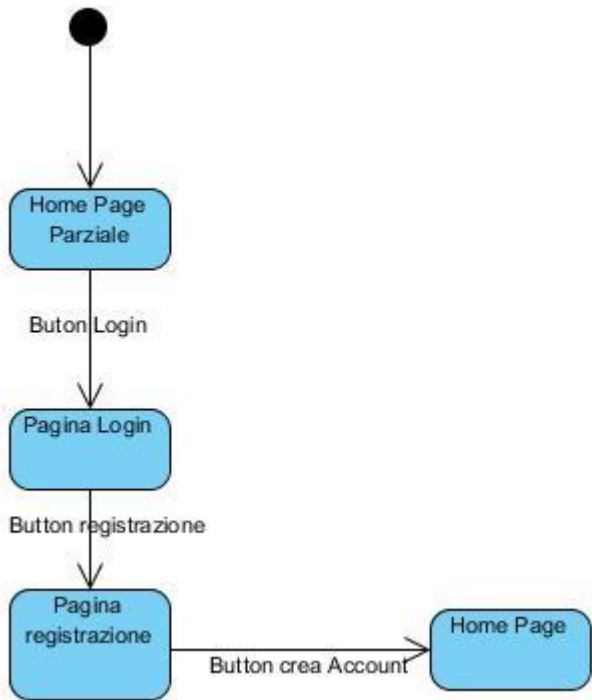 Home Page
Parziale
Buton Login
Pagina Login
Button registrazione
Pagina
registrazione
Button crea Account
Home Page